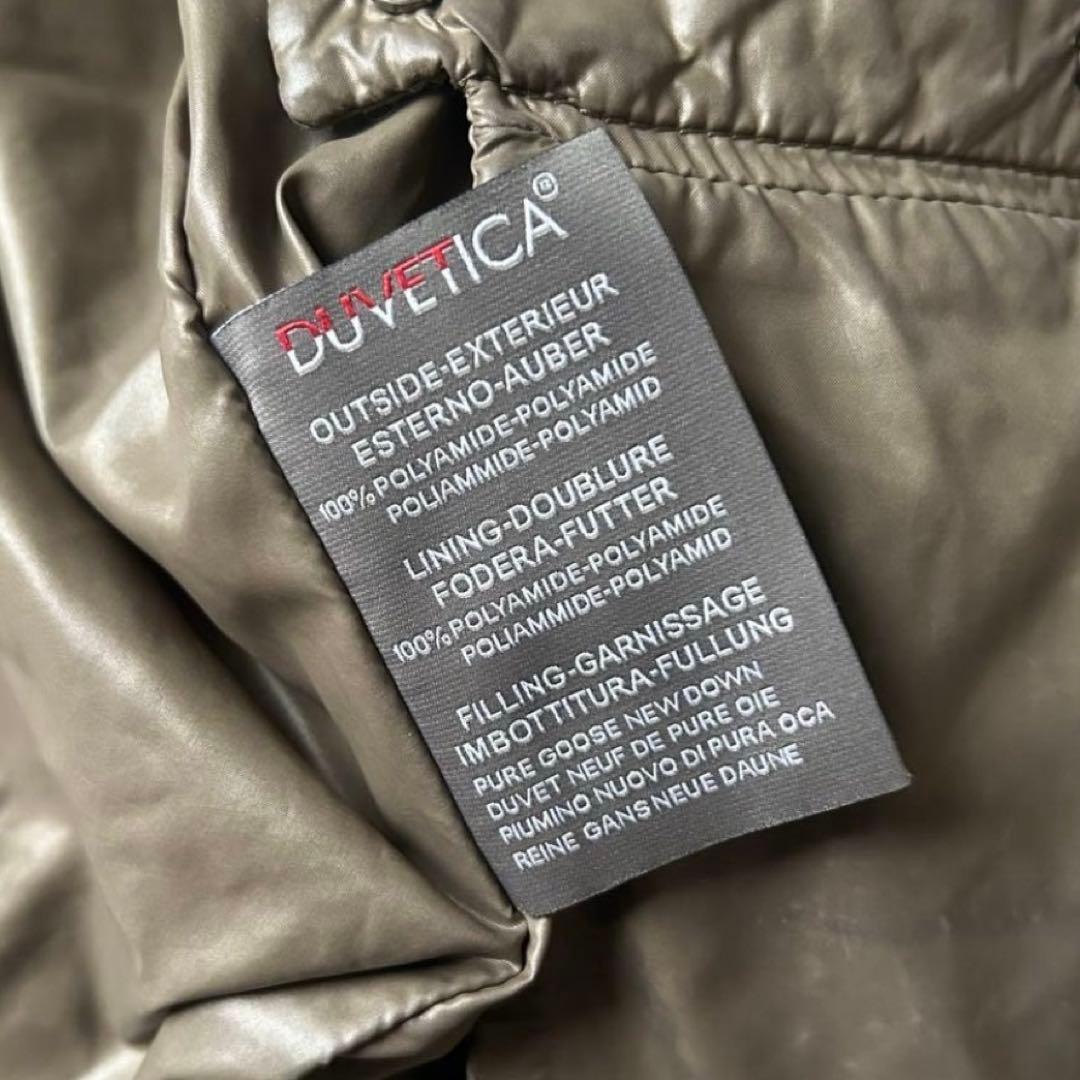 DUVETICA®
OUTSIDE-EXTERIEUR
ESTERNO-AUBER
100%POLYAMIDE-POLYAMIDE
POLIAMMIDE-POLYAMID
LINING-DOUBLURE
FODERA-FUTTER
100%POLYAMIDE-POLYAMIDE
POLIAMMIDE-POLYAMID
FILLING-GARNISSAGE
IMBOTTITURA-FULLUNG
PURE GOOSE NEW DOWN
DUVET NEUF DE PURE OIE
PIUMINO NUOVO DI PURA OCA
REINE GANS NEUE DAUNE